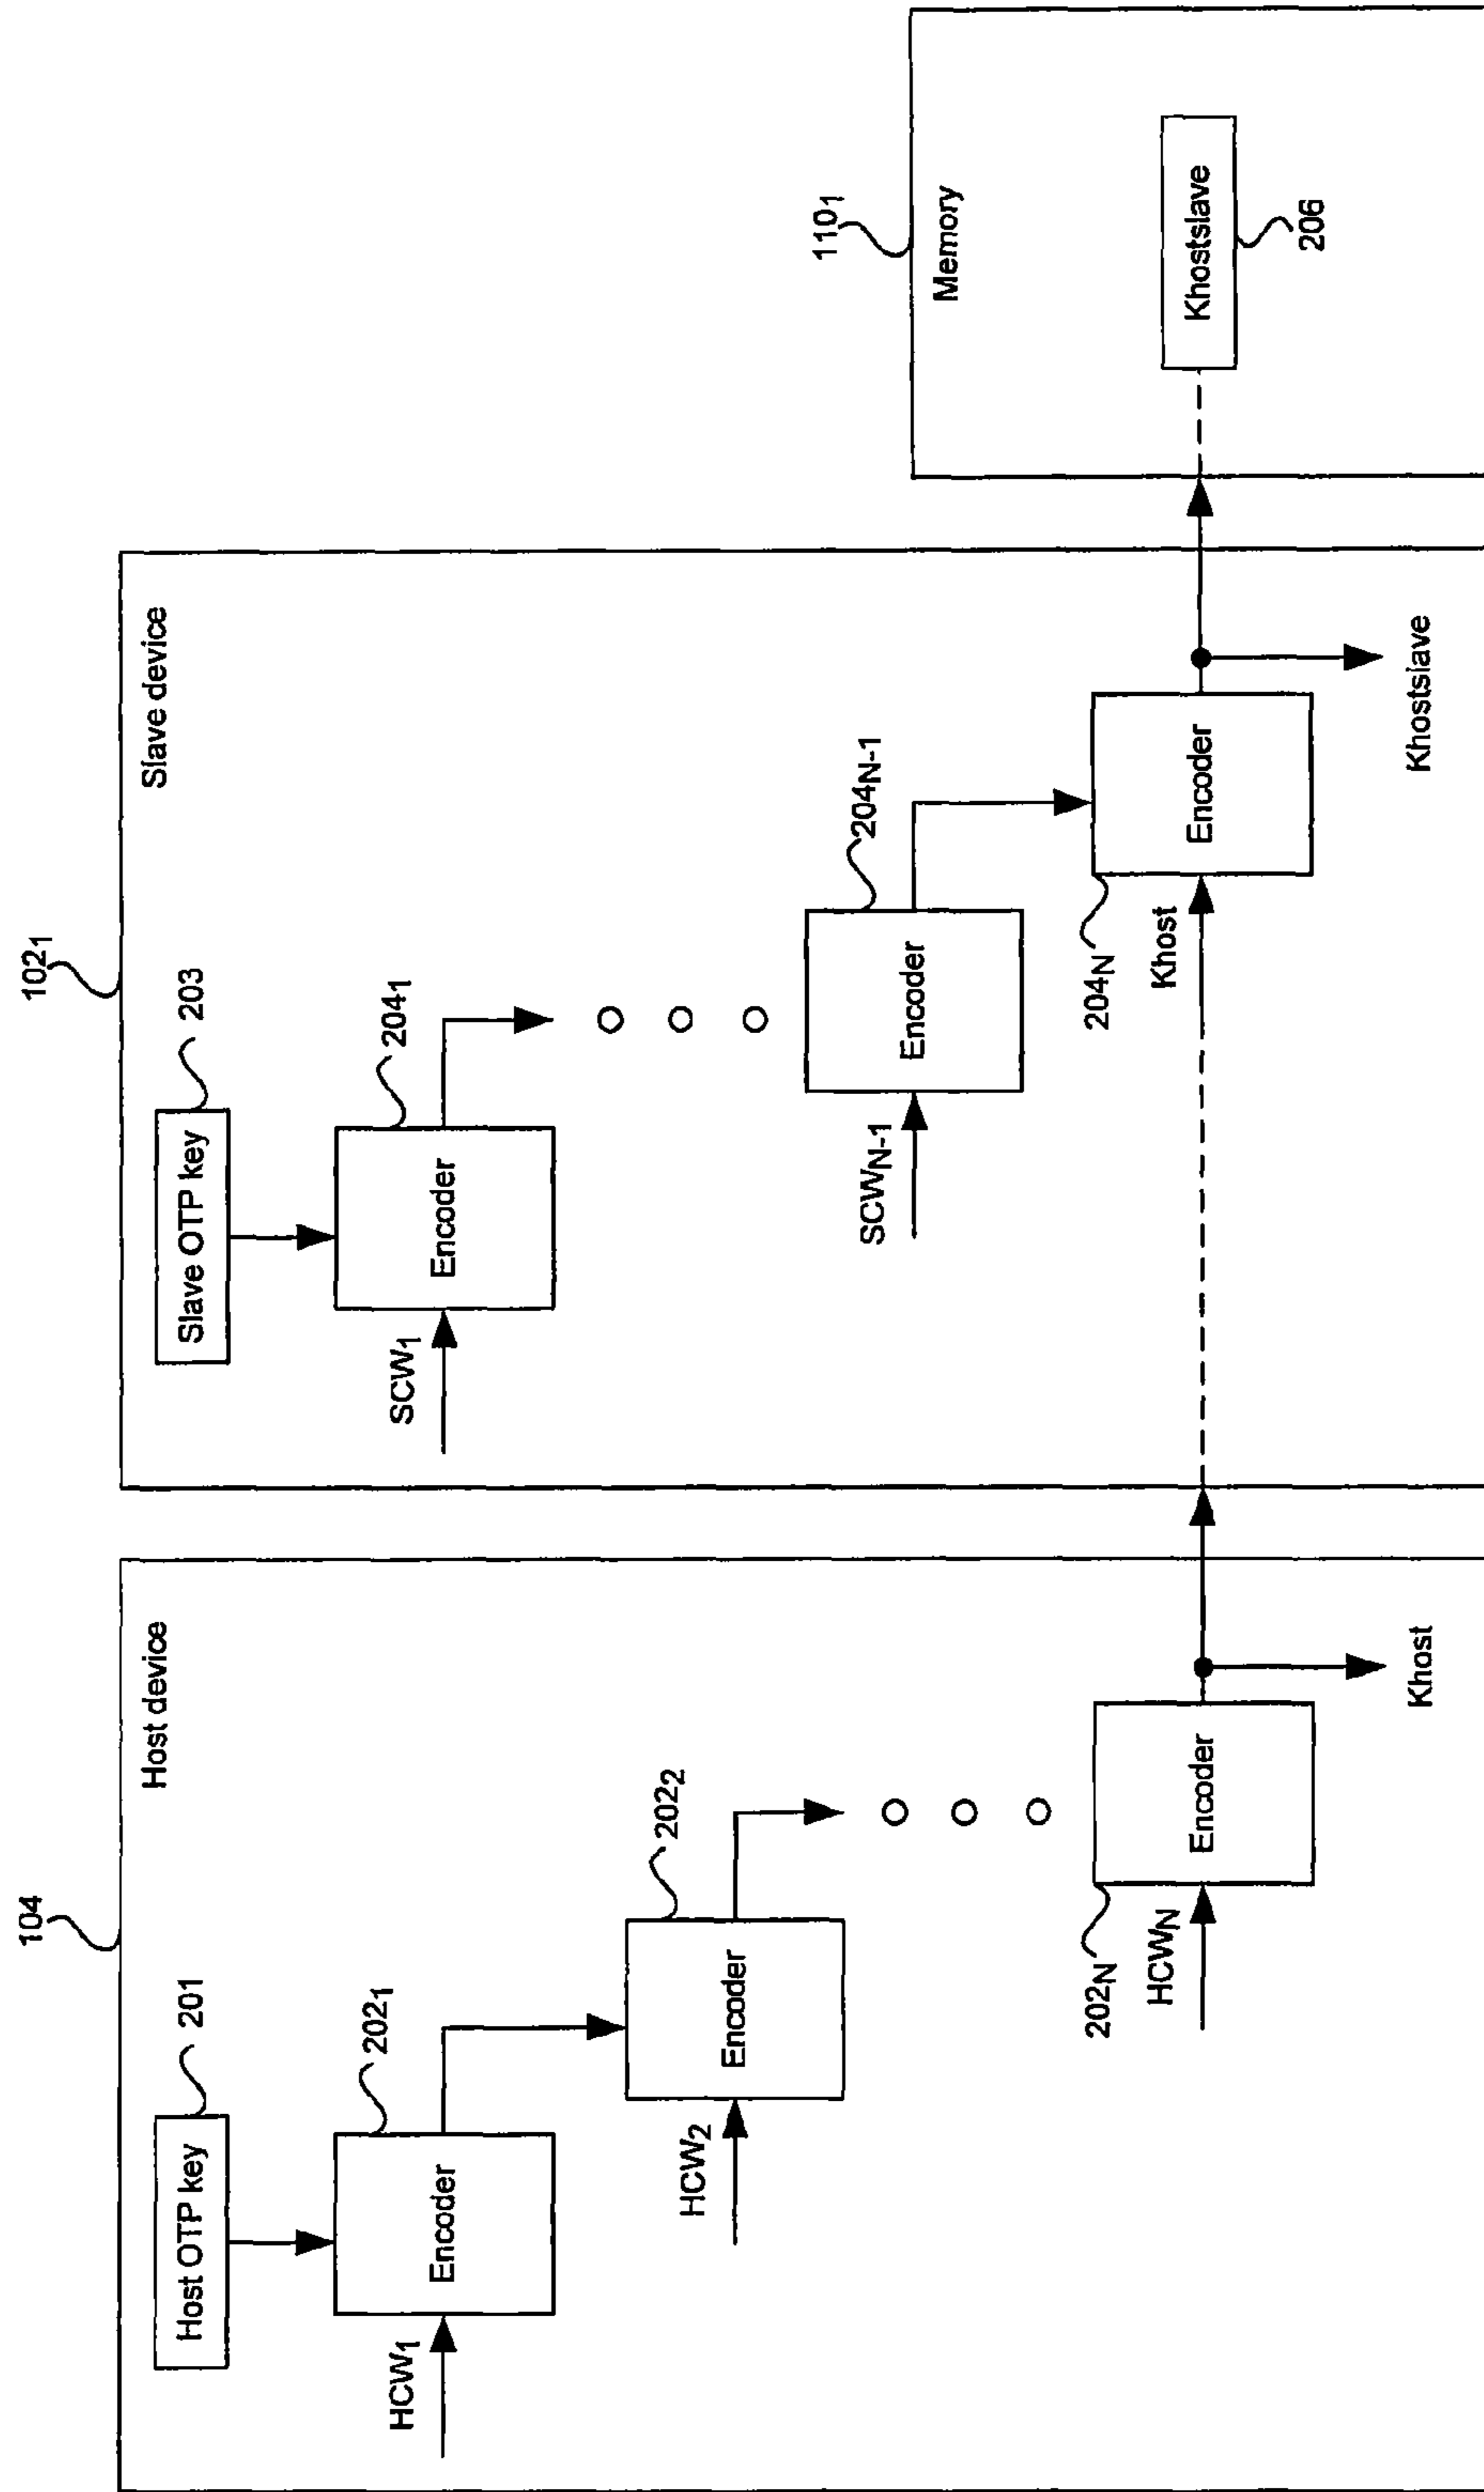 104
Host device
Host OTP key
201
HCW1
Encoder
2021
HCW2
Encoder
2022
HCWN
Encoder
202N
Khost
1021
Slave device
Slave OTP key
203
SCW1
Encoder
2041
SCWN-1
Encoder
204N-1
Khost
Encoder
204N
Khostslave
1101
Memory
Khostslave
206